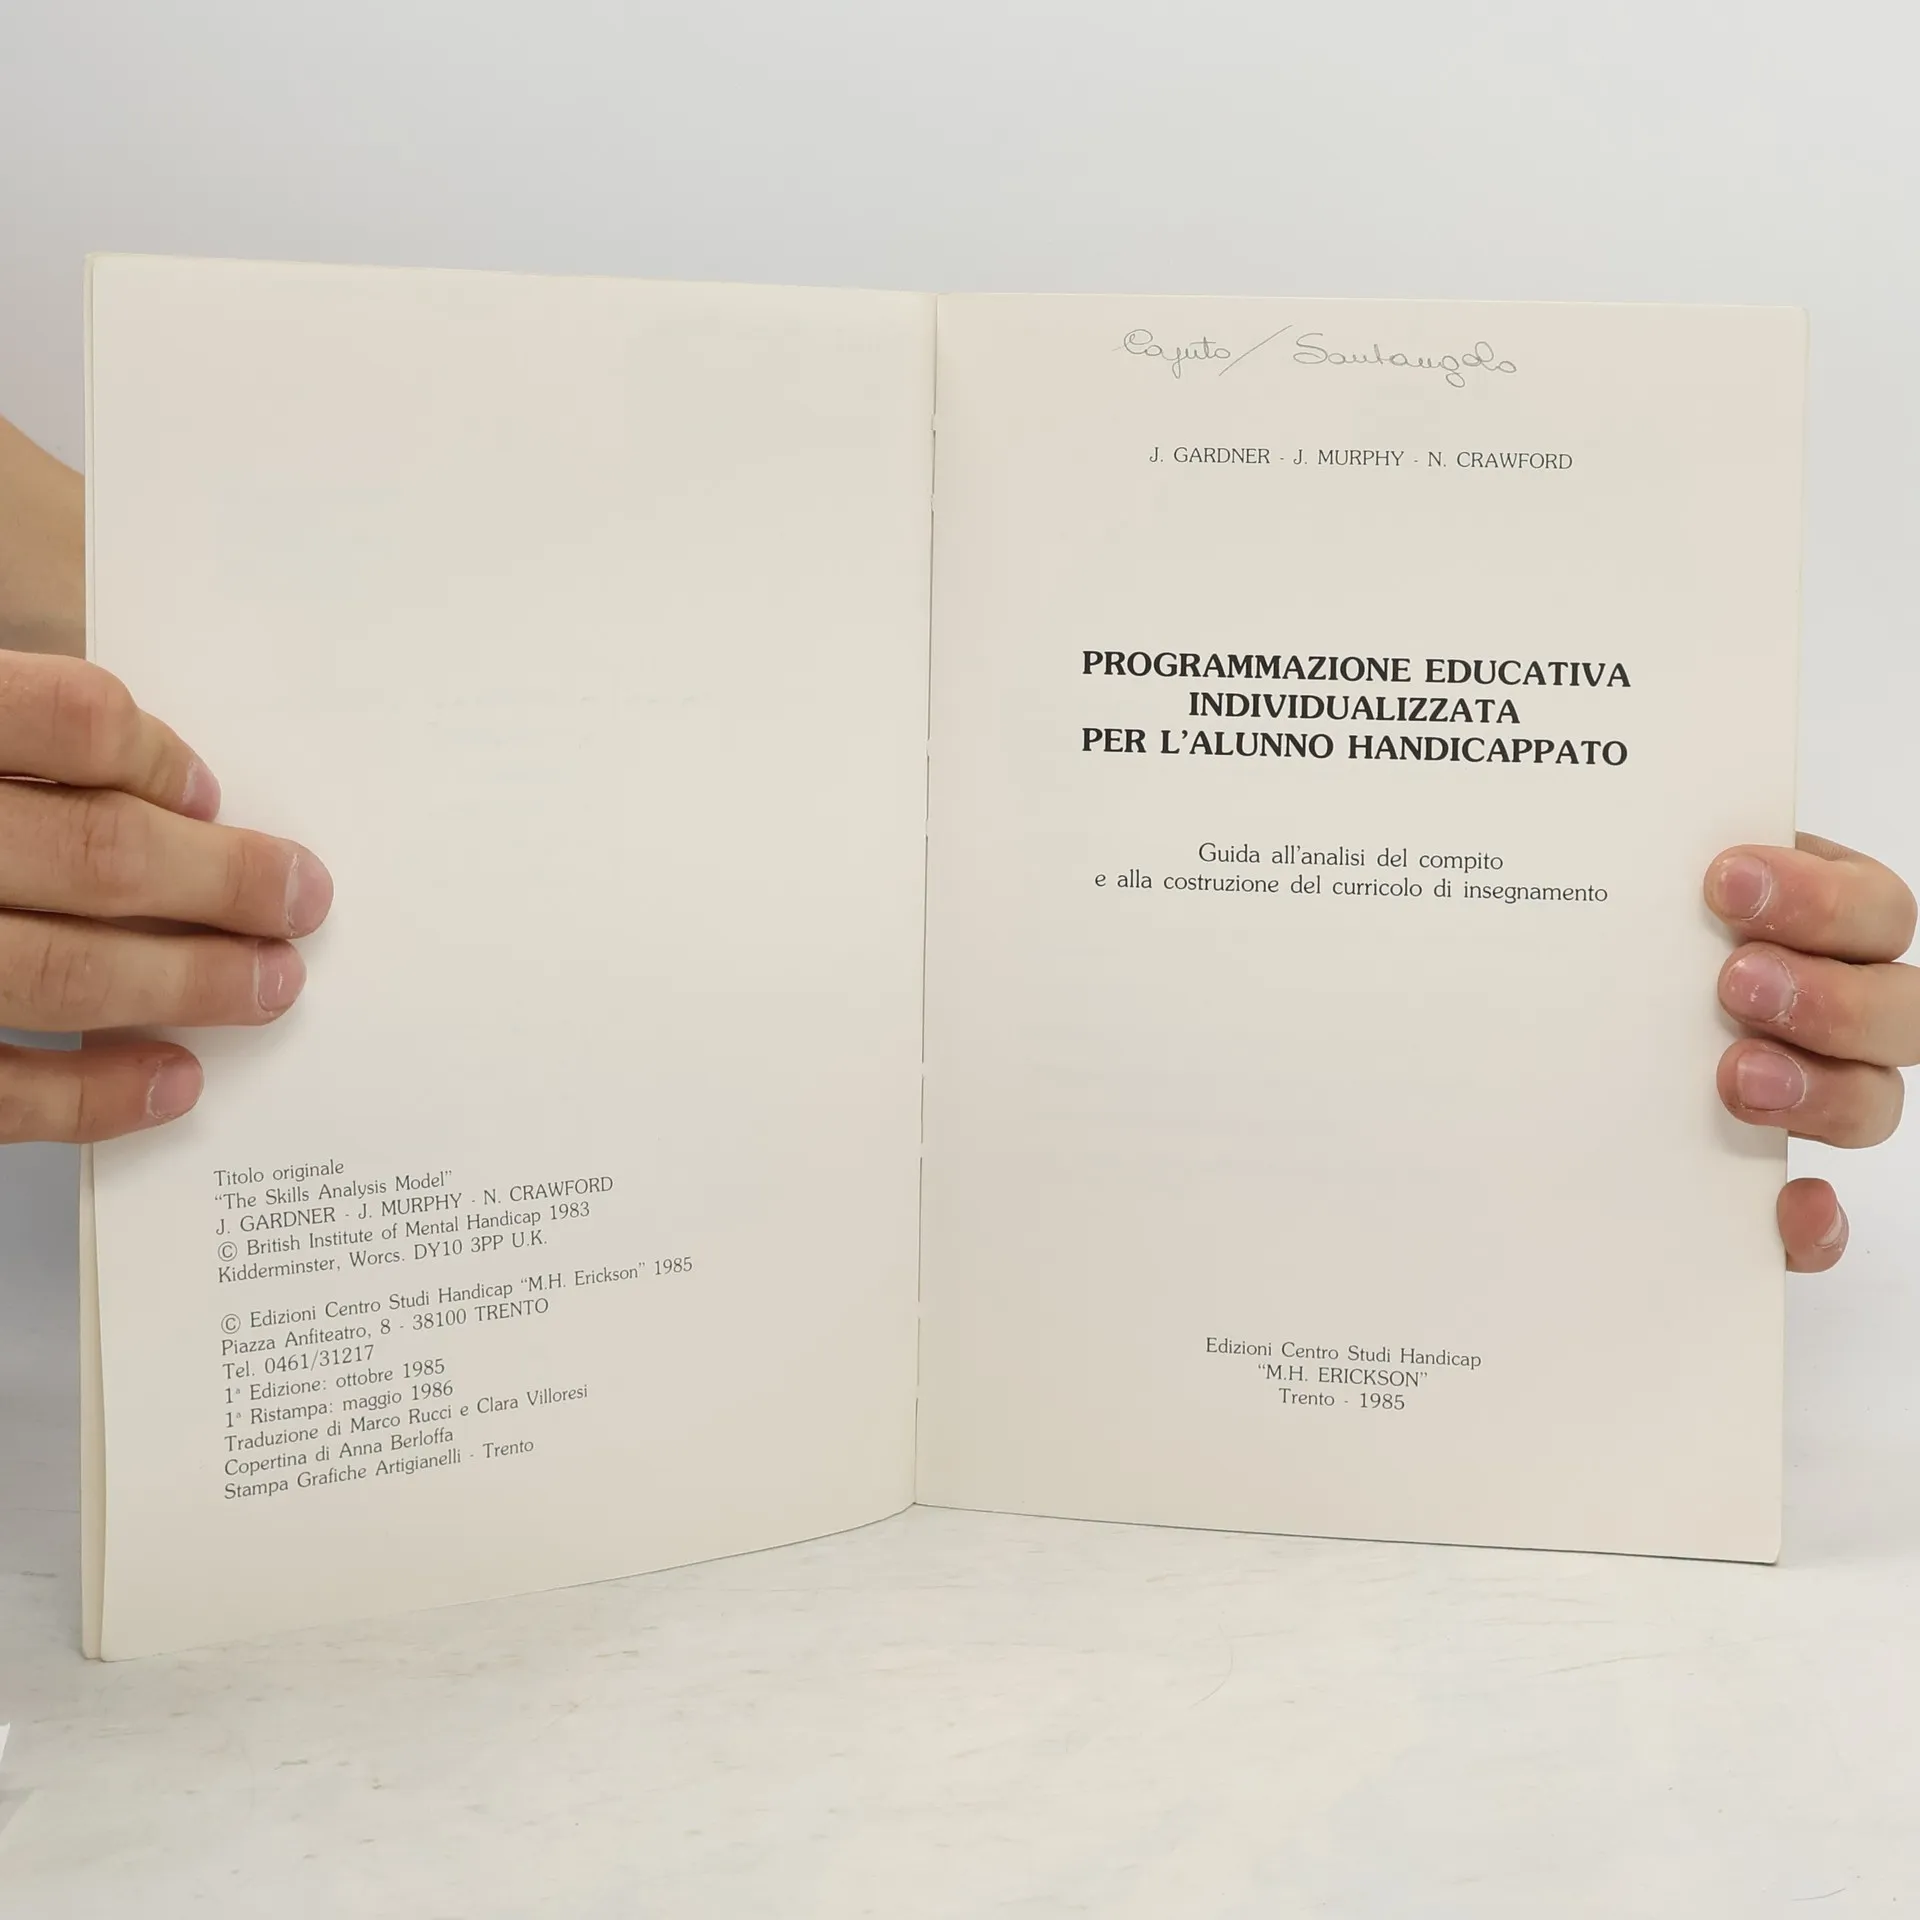 Titolo originale
“The Skills Analysis Model”
J. GARDNER - J. MURPHY - N. CRAWFORD
© British Institute of Mental Handicap 1983
Kidderminster, Worcs. DY10 3PP U.K.
© Edizioni Centro Studi Handicap “M.H. Erickson” 1985
Piazza Anfiteatro, 8 - 38100 TRENTO
Tel. 0461/31217
1ª Edizione: ottobre 1985
1ª Ristampa: maggio 1986
Traduzione di Marco Rucci e Clara Villoresi
Copertina di Anna Berloffa
Stampa Grafiche Artigianelli - Trento
Caputo / Santangelo
J. GARDNER - J. MURPHY - N. CRAWFORD
PROGRAMMAZIONE EDUCATIVA
INDIVIDUALIZZATA
PER L'ALUNNO HANDICAPPATO
Guida all'analisi del compito
e alla costruzione del curricolo di insegnamento
Edizioni Centro Studi Handicap
“M.H. ERICKSON”
Trento - 1985